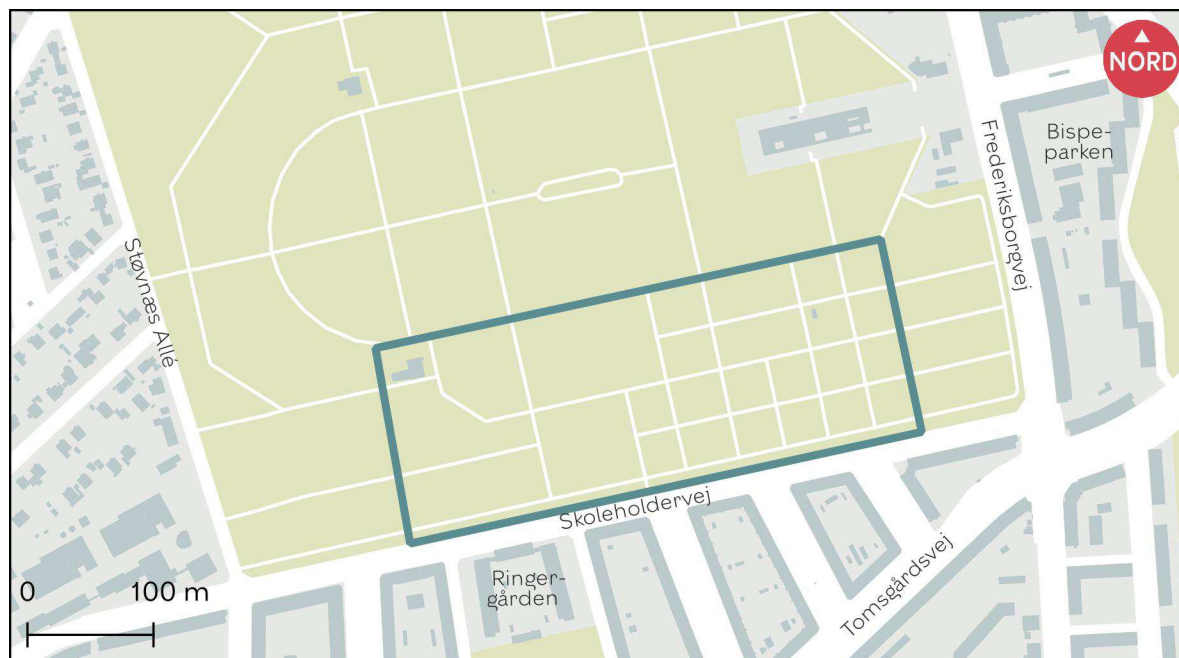 NORD
Bispe-
parken
Frederiksborgvej
Støvnæs Allé
Skoleholdervej
Ringer-
gården
Tomsgårdsvej
0 100 m